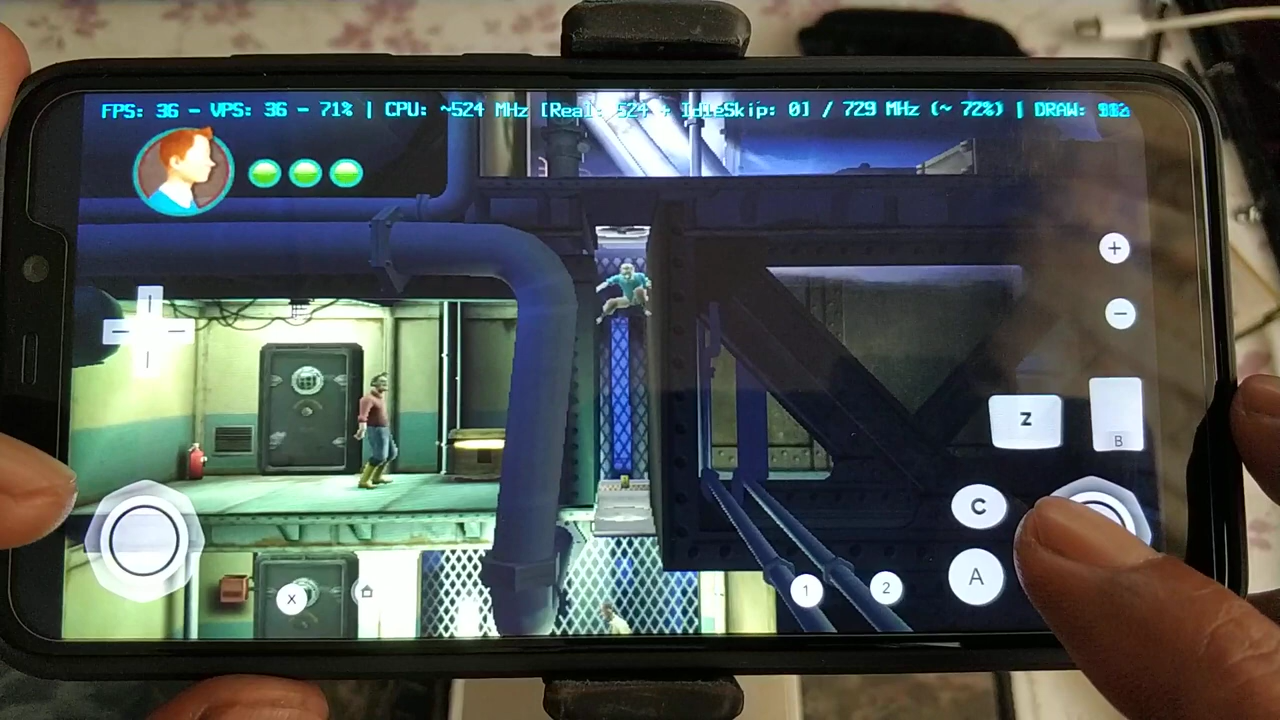 FPS: 36 - VPS: 36 - 71% | CPU: ~524 MHz [Real: 524 + IdleSkip: 0] / 729 MHz (~ 72%) | DRAW:
+
-
Z
B
C
A
1
2
X